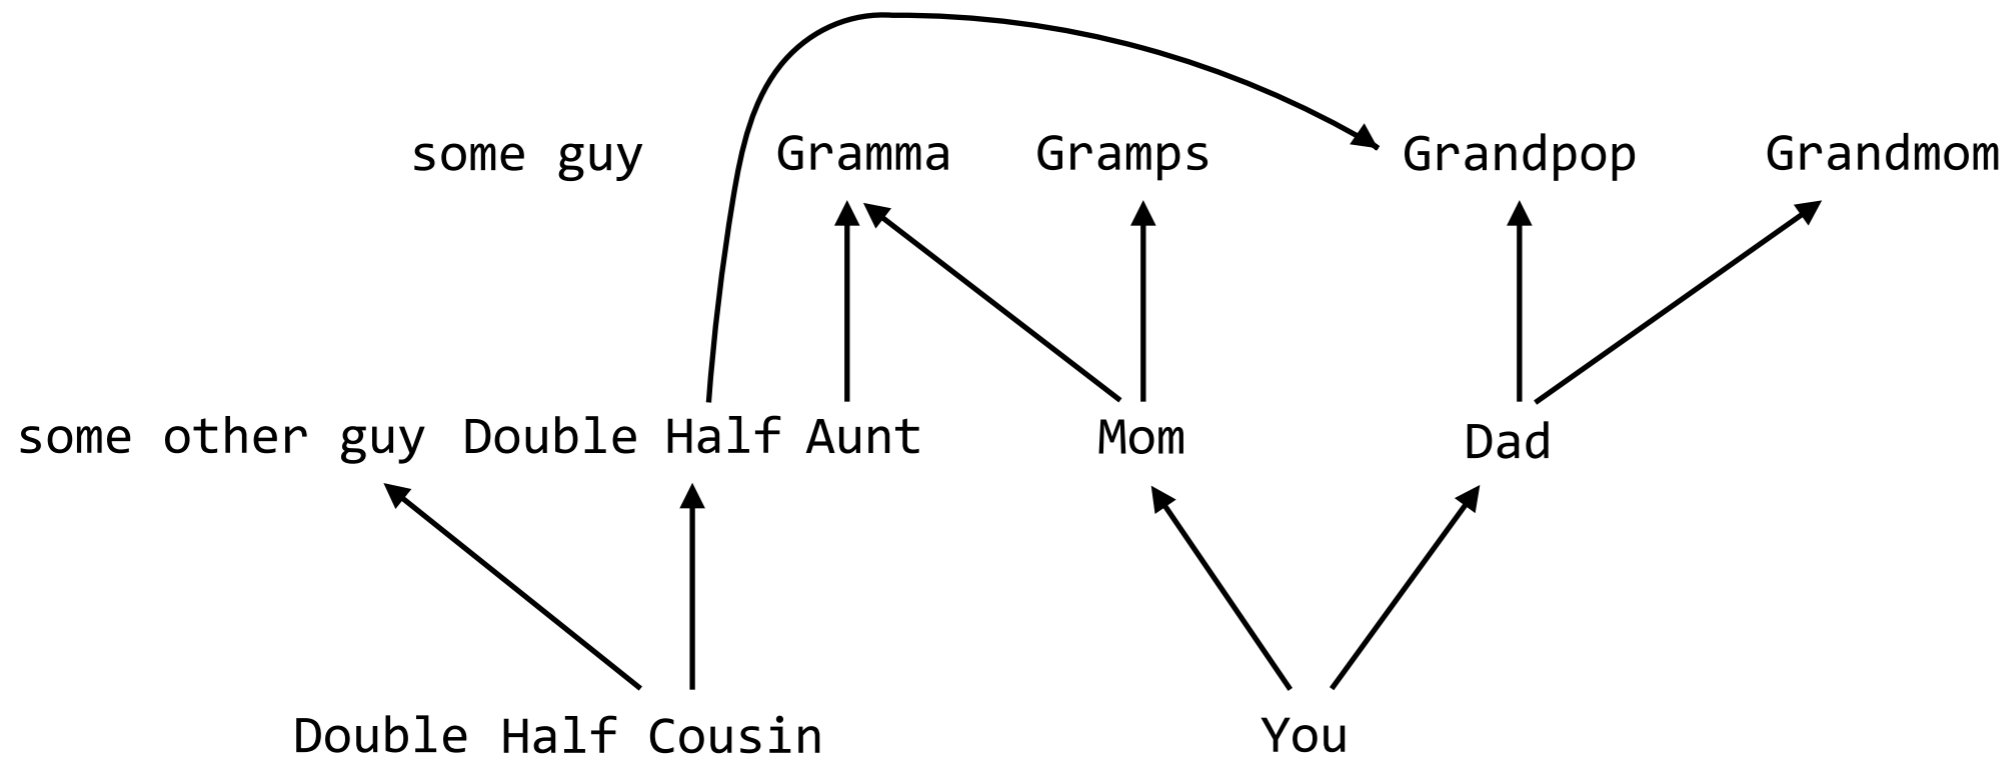 some guy Gramma Gramps Grandpop Grandmom
some other guy Double Half Aunt Mom Dad
Double Half Cousin You